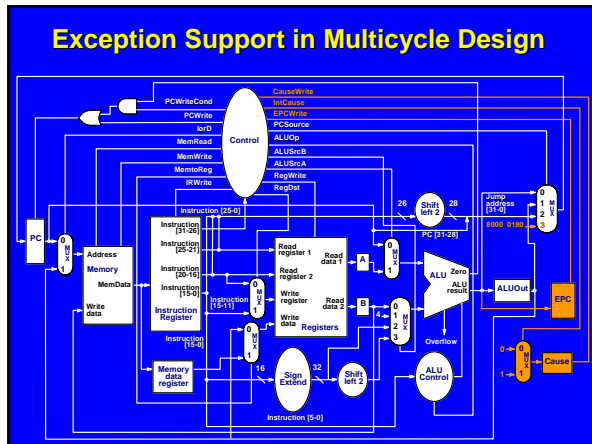 Exception Support in Multicycle Design
CauseWrite
IntCause
EPCWrite
PCSource
ALUOp
ALUSrcB
ALUSrcA
RegWrite
RegDst
PCWriteCond
PCWrite
IorD
MemRead
MemWrite
MemtoReg
IRWrite
Control
Instruction [25-0]
26
Shift
left 2
28
Jump
address
[31-0]
PC [31-28]
8000 0180
0
1
2
3
MUX
PC
0
MUX
1
Address
Memory
MemData
Write
data
Instruction
[31-26]
Instruction
[25-21]
Instruction
[20-16]
Instruction
[15-0]
Instruction
Register
Instruction
[15-0]
Instruction
[15-11]
0
MUX
1
0
MUX
1
Read
register 1
Read
register 2
Write
register
Write
data
Read
data 1
Read
data 2
Registers
A
B
4
0
MUX
1
0
1
2
3
MUX
ALU
Zero
ALU
result
Overflow
ALUOut
EPC
0
1
0
MUX
1
Cause
Memory
data
register
16
Sign
Extend
32
Shift
left 2
ALU
Control
Instruction [5-0]